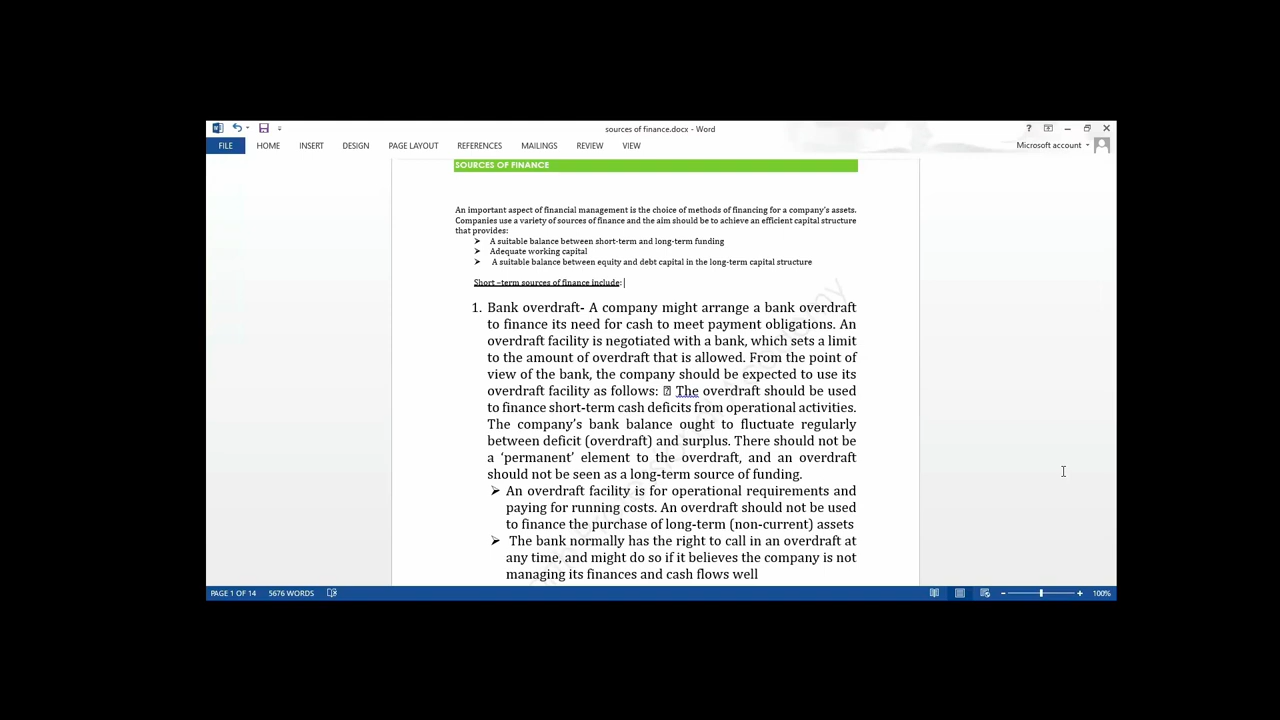 sources of finance.docx - Word
FILE HOME INSERT DESIGN PAGE LAYOUT REFERENCES MAILINGS REVIEW VIEW Microsoft account
SOURCES OF FINANCE
An important aspect of financial management is the choice of methods of financing for a company's assets.
Companies use a variety of sources of finance and the aim should be to achieve an efficient capital structure
that provides:
➢ A suitable balance between short-term and long-term funding
➢ Adequate working capital
➢ A suitable balance between equity and debt capital in the long-term capital structure
Short –term sources of finance include:
1. Bank overdraft- A company might arrange a bank overdraft
to finance its need for cash to meet payment obligations. An
overdraft facility is negotiated with a bank, which sets a limit
to the amount of overdraft that is allowed. From the point of
view of the bank, the company should be expected to use its
overdraft facility as follows: ⍰ The overdraft should be used
to finance short-term cash deficits from operational activities.
The company's bank balance ought to fluctuate regularly
between deficit (overdraft) and surplus. There should not be
a 'permanent' element to the overdraft, and an overdraft
should not be seen as a long-term source of funding.
➢ An overdraft facility is for operational requirements and
paying for running costs. An overdraft should not be used
to finance the purchase of long-term (non-current) assets
➢ The bank normally has the right to call in an overdraft at
any time, and might do so if it believes the company is not
managing its finances and cash flows well
PAGE 1 OF 14 5676 WORDS 100%